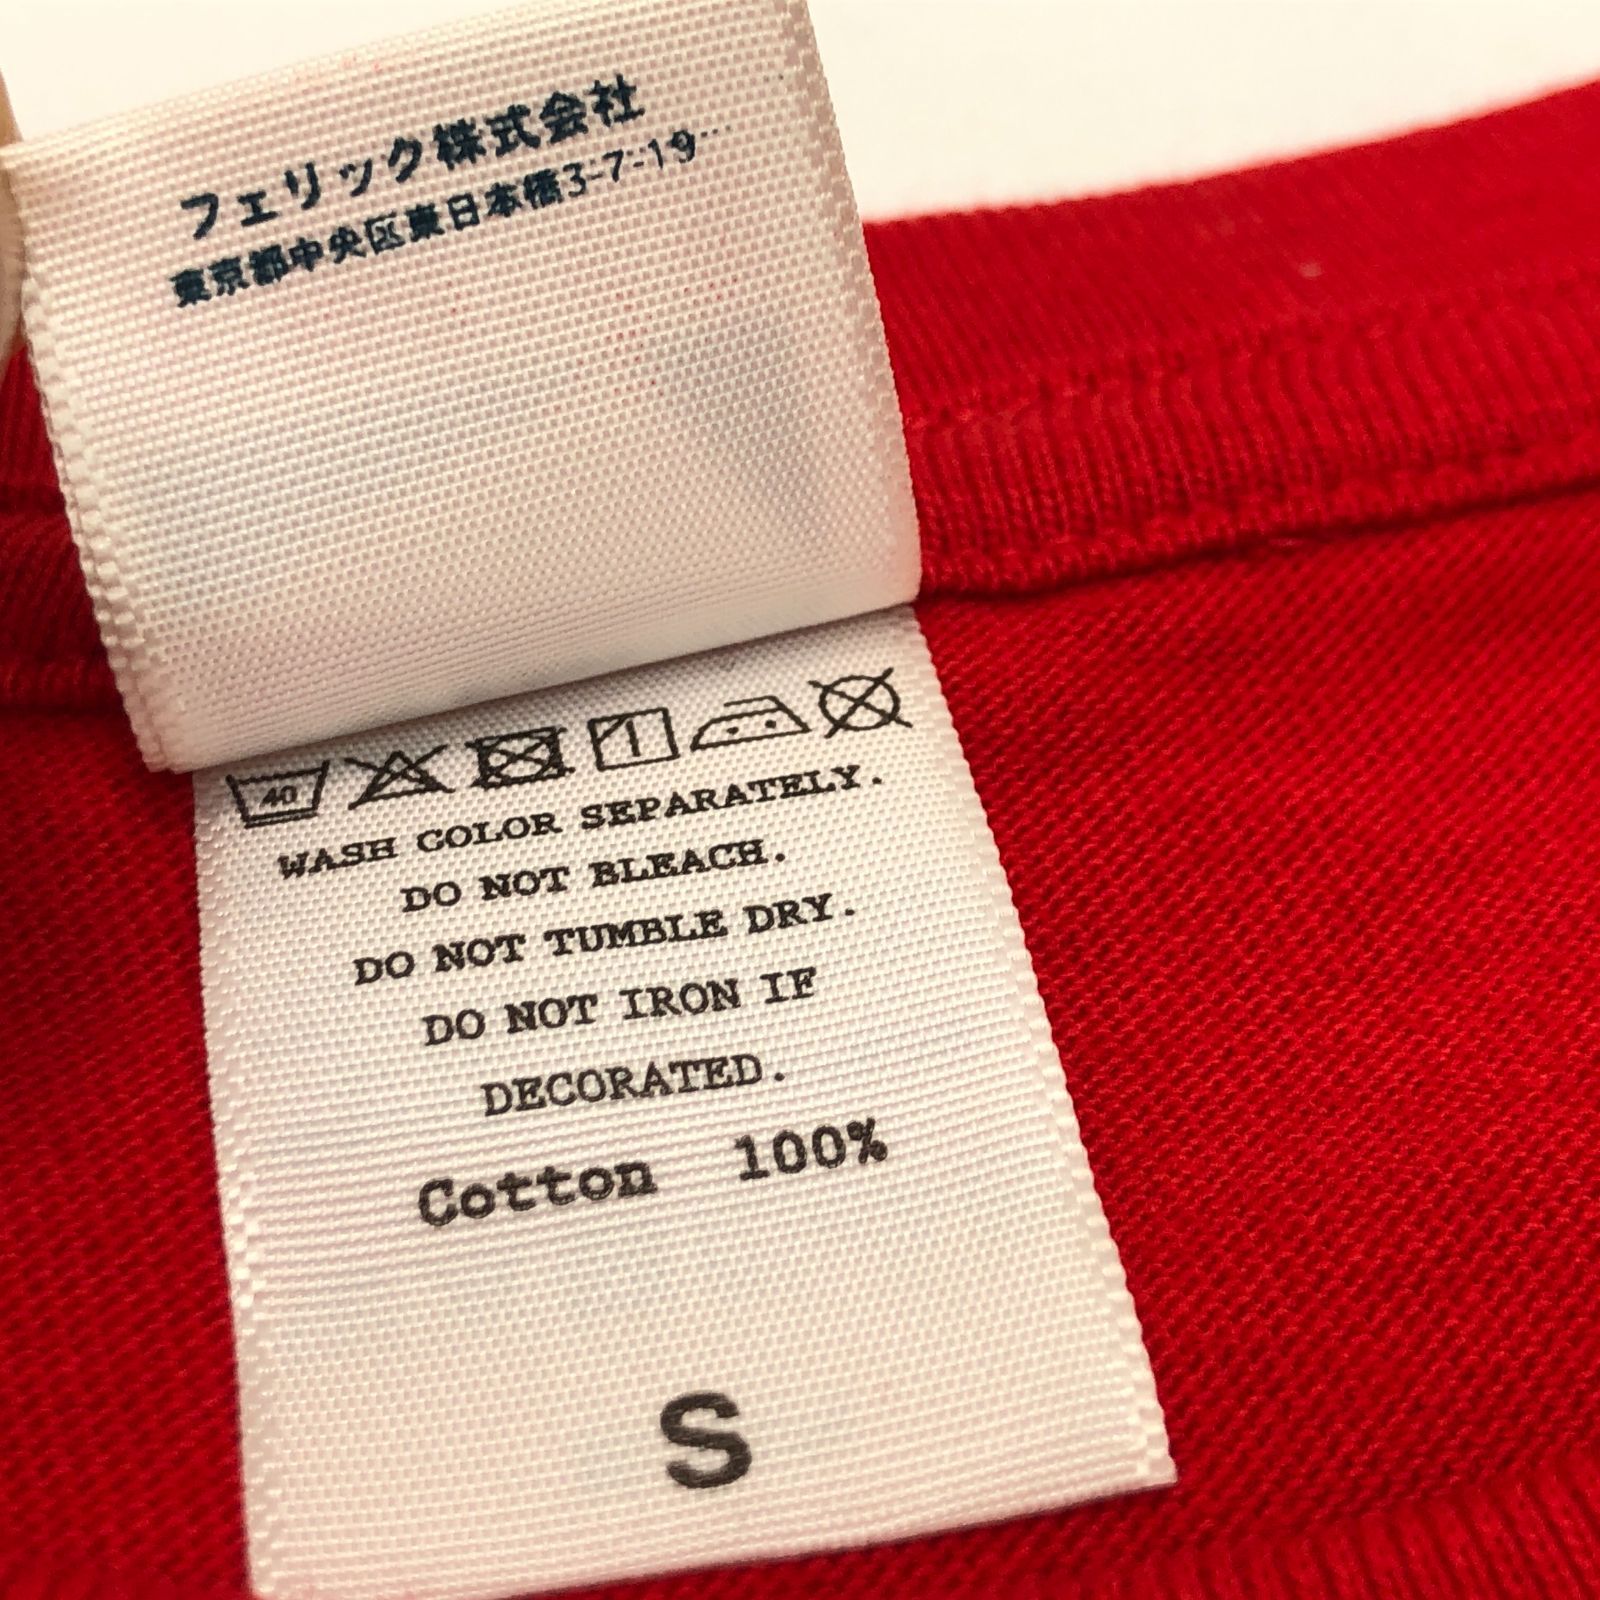 フェリック株式会社
東京都中央区東日本橋3-7-19…
40
WASH COLOR SEPARATELY.
DO NOT BLEACH.
DO NOT TUMBLE DRY.
DO NOT IRON IF
DECORATED.
Cotton 100%
S